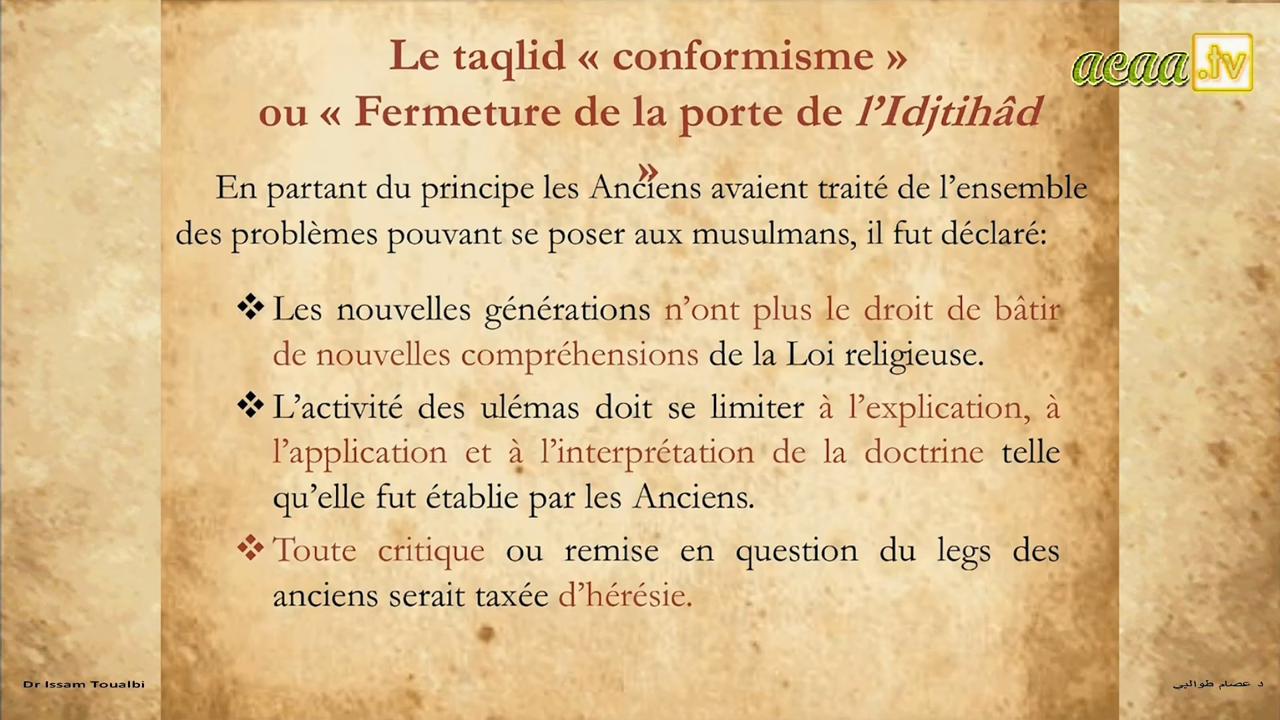 Le taqlid « conformisme »
ou « Fermeture de la porte de l’Idjtihâd
»
En partant du principe les Anciens avaient traité de l’ensemble
des problèmes pouvant se poser aux musulmans, il fut déclaré:
❖ Les nouvelles générations n’ont plus le droit de bâtir
de nouvelles compréhensions de la Loi religieuse.
❖ L’activité des ulémas doit se limiter à l’explication, à
l’application et à l’interprétation de la doctrine telle
qu’elle fut établie par les Anciens.
❖ Toute critique ou remise en question du legs des
anciens serait taxée d’hérésie.
acaa.tv
Dr Issam Toualbi
د عصام طوالبي